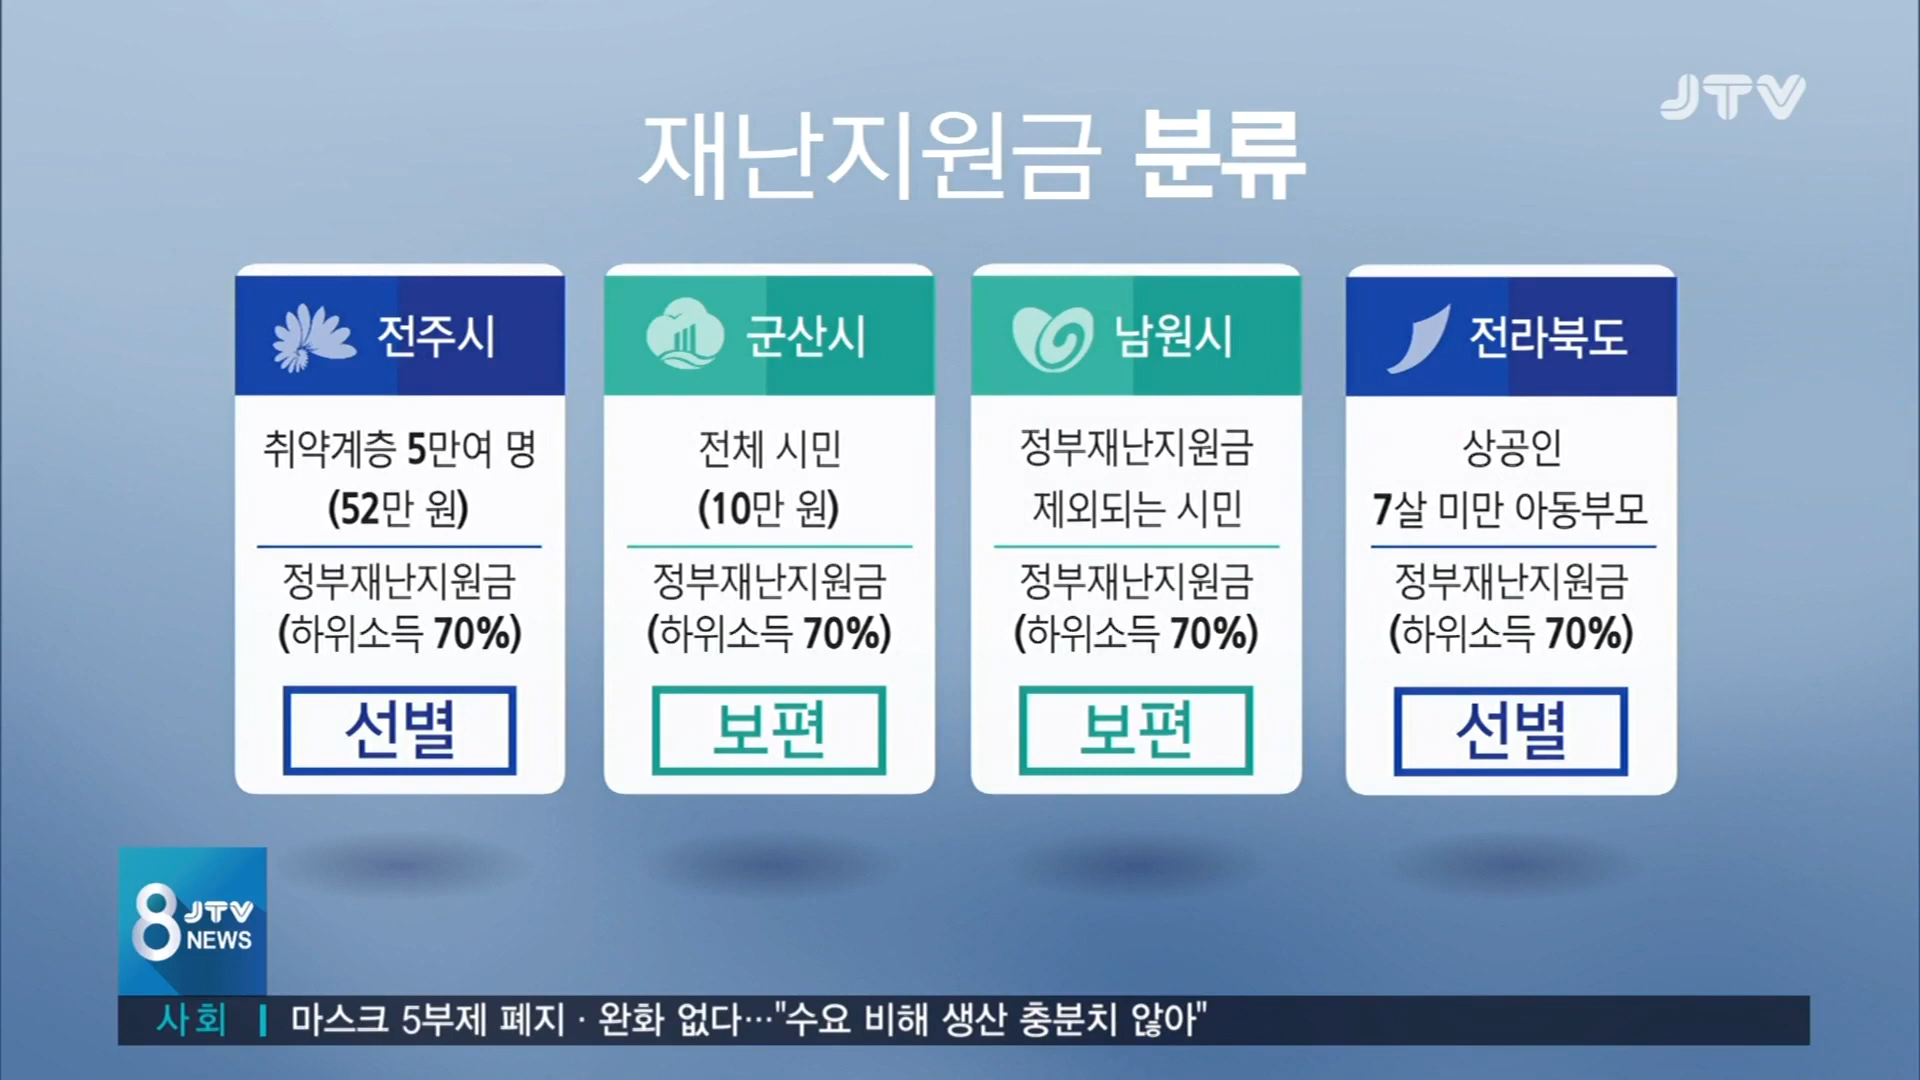 JTV
재난지원금 분류
전주시
취약계층 5만여 명
(52만 원)
정부재난지원금
(하위소득 70%)
선별
군산시
전체 시민
(10만 원)
정부재난지원금
(하위소득 70%)
보편
남원시
정부재난지원금
제외되는 시민
정부재난지원금
(하위소득 70%)
보편
전라북도
상공인
7살 미만 아동부모
정부재난지원금
(하위소득 70%)
선별
8 JTV
NEWS
사회 | 마스크 5부제 폐지·완화 없다…"수요 비해 생산 충분치 않아"